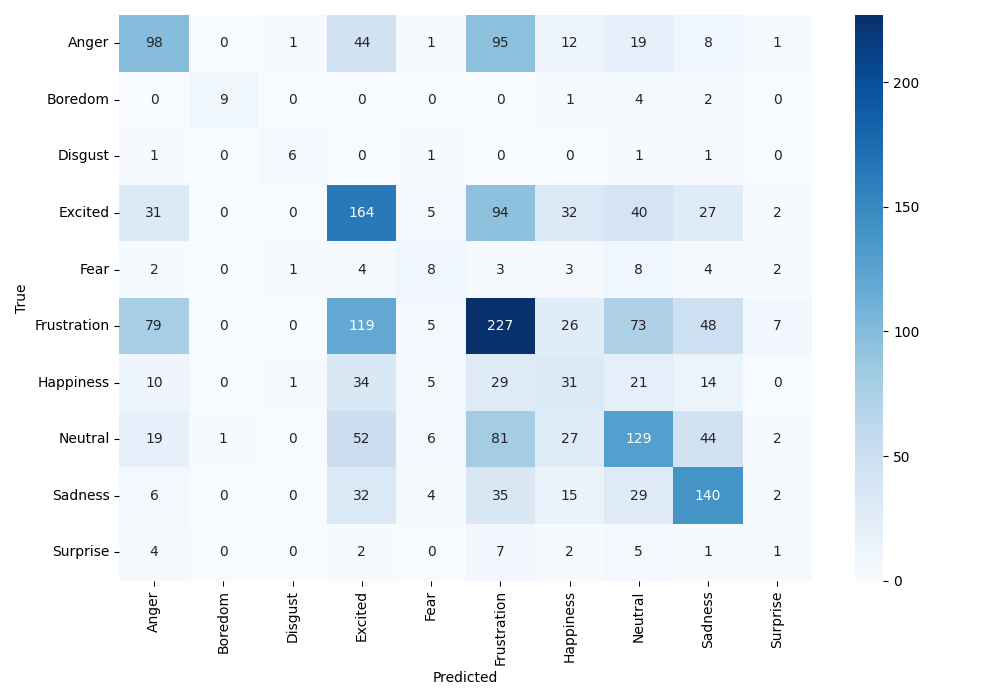 Anger 98 0 1 44 1 95 12 19 8 1
Boredom 0 9 0 0 0 0 1 4 2 0
Disgust 1 0 6 0 1 0 0 1 1 0
Excited 31 0 0 164 5 94 32 40 27 2
Fear 2 0 1 4 8 3 3 8 4 2
Frustration 79 0 0 119 5 227 26 73 48 7
Happiness 10 0 1 34 5 29 31 21 14 0
Neutral 19 1 0 52 6 81 27 129 44 2
Sadness 6 0 0 32 4 35 15 29 140 2
Surprise 4 0 0 2 0 7 2 5 1 1
True
Anger Boredom Disgust Excited Fear Frustration Happiness Neutral Sadness Surprise
Predicted
200
150
100
50
0